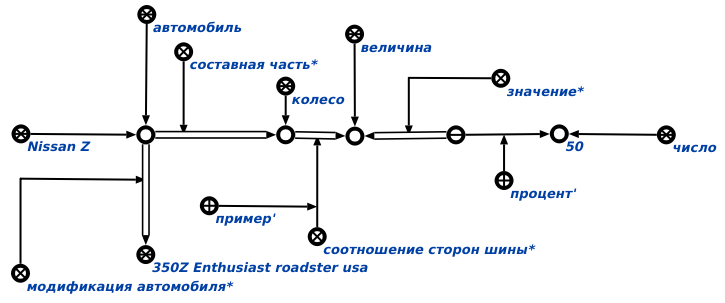 автомобиль
составная часть*
величина
колесо
значение*
Nissan Z
50
число
процент'
пример'
соотношение сторон шины*
350Z Enthusiast roadster usa
модификация автомобиля*